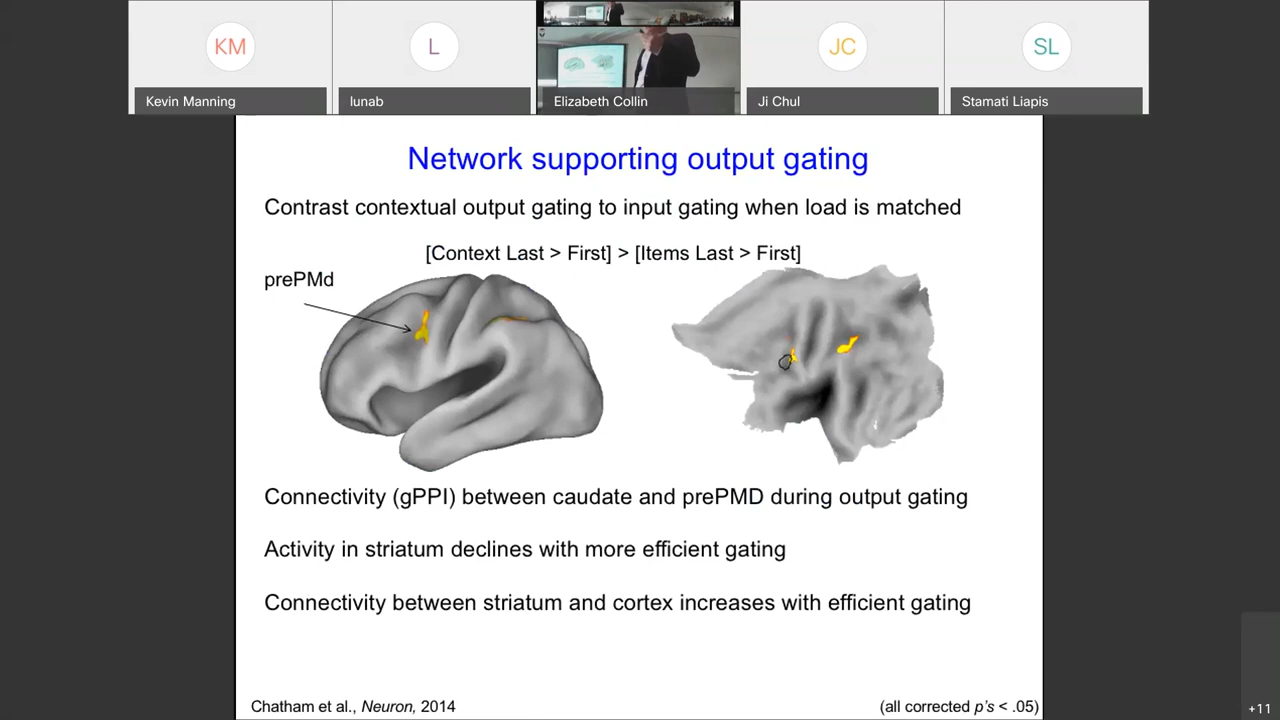 KM
L
JC
SL
Kevin Manning
lunab
Elizabeth Collin
Ji Chul
Stamati Liapis
Network supporting output gating
Contrast contextual output gating to input gating when load is matched
[Context Last > First] > [Items Last > First]
prePMd
Connectivity (gPPI) between caudate and prePMD during output gating
Activity in striatum declines with more efficient gating
Connectivity between striatum and cortex increases with efficient gating
Chatham et al., Neuron, 2014
(all corrected p's < .05)
+11